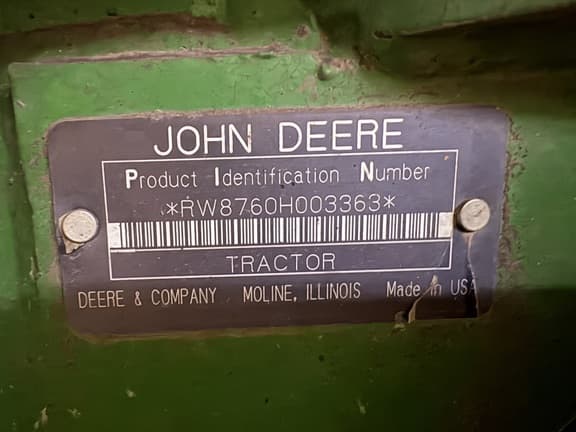 JOHN DEERE
Product Identification Number
*RW8760H003363*
TRACTOR
DEERE & COMPANY MOLINE, ILLINOIS Made in USA